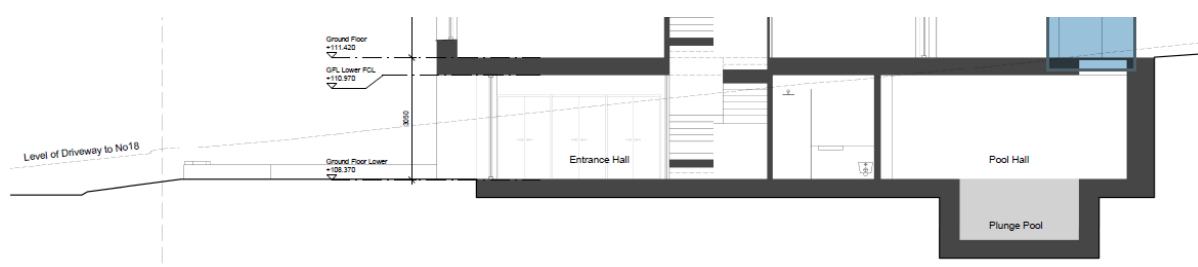 Ground Floor
+111.420
GFL Lower FCL
+110.970
3050
Level of Driveway to No18
Ground Floor Lower
+108.370
Entrance Hall
Pool Hall
Plunge Pool